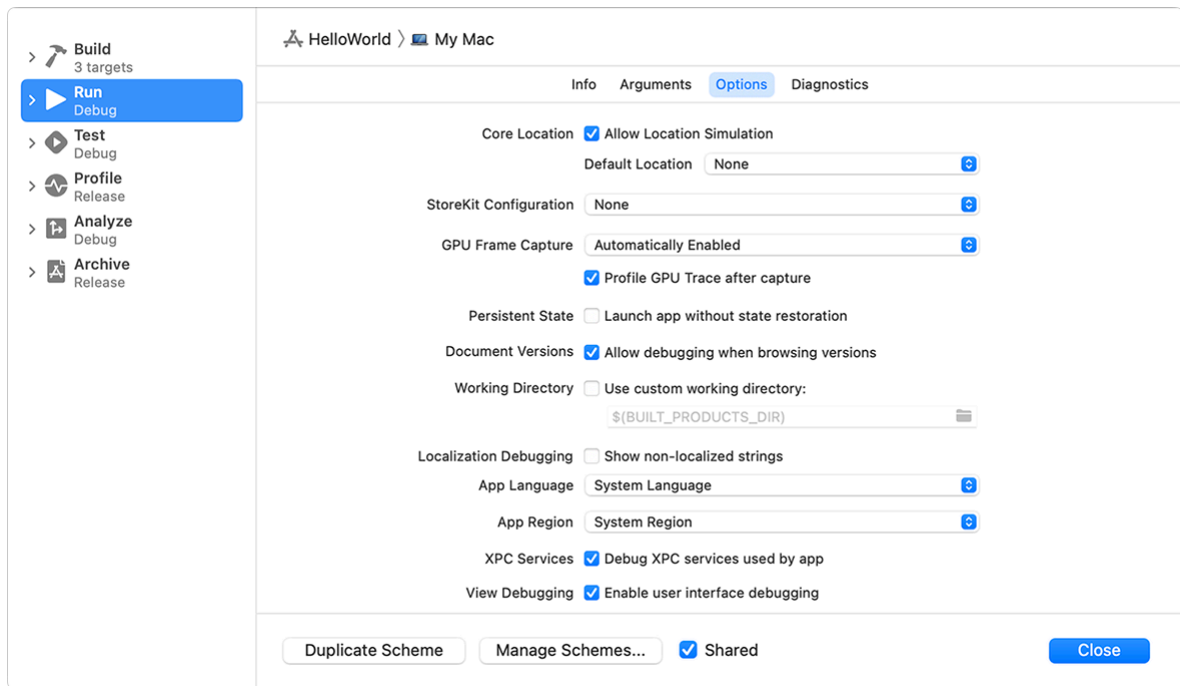 Build
3 targets
Run
Debug
Test
Debug
Profile
Release
Analyze
Debug
Archive
Release
HelloWorld My Mac
Info Arguments Options Diagnostics
Core Location Allow Location Simulation
Default Location None
StoreKit Configuration None
GPU Frame Capture Automatically Enabled
Profile GPU Trace after capture
Persistent State Launch app without state restoration
Document Versions Allow debugging when browsing versions
Working Directory Use custom working directory:
$(BUILT_PRODUCTS_DIR)
Localization Debugging Show non-localized strings
App Language System Language
App Region System Region
XPC Services Debug XPC services used by app
View Debugging Enable user interface debugging
Duplicate Scheme Manage Schemes... Shared Close